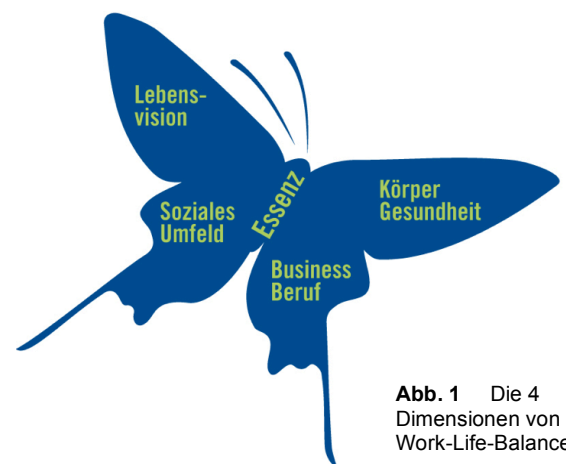 Lebens-
vision
Soziales
Umfeld
Essenz
Körper
Gesundheit
Business
Beruf
Abb. 1 Die 4
Dimensionen von
Work-Life-Balance